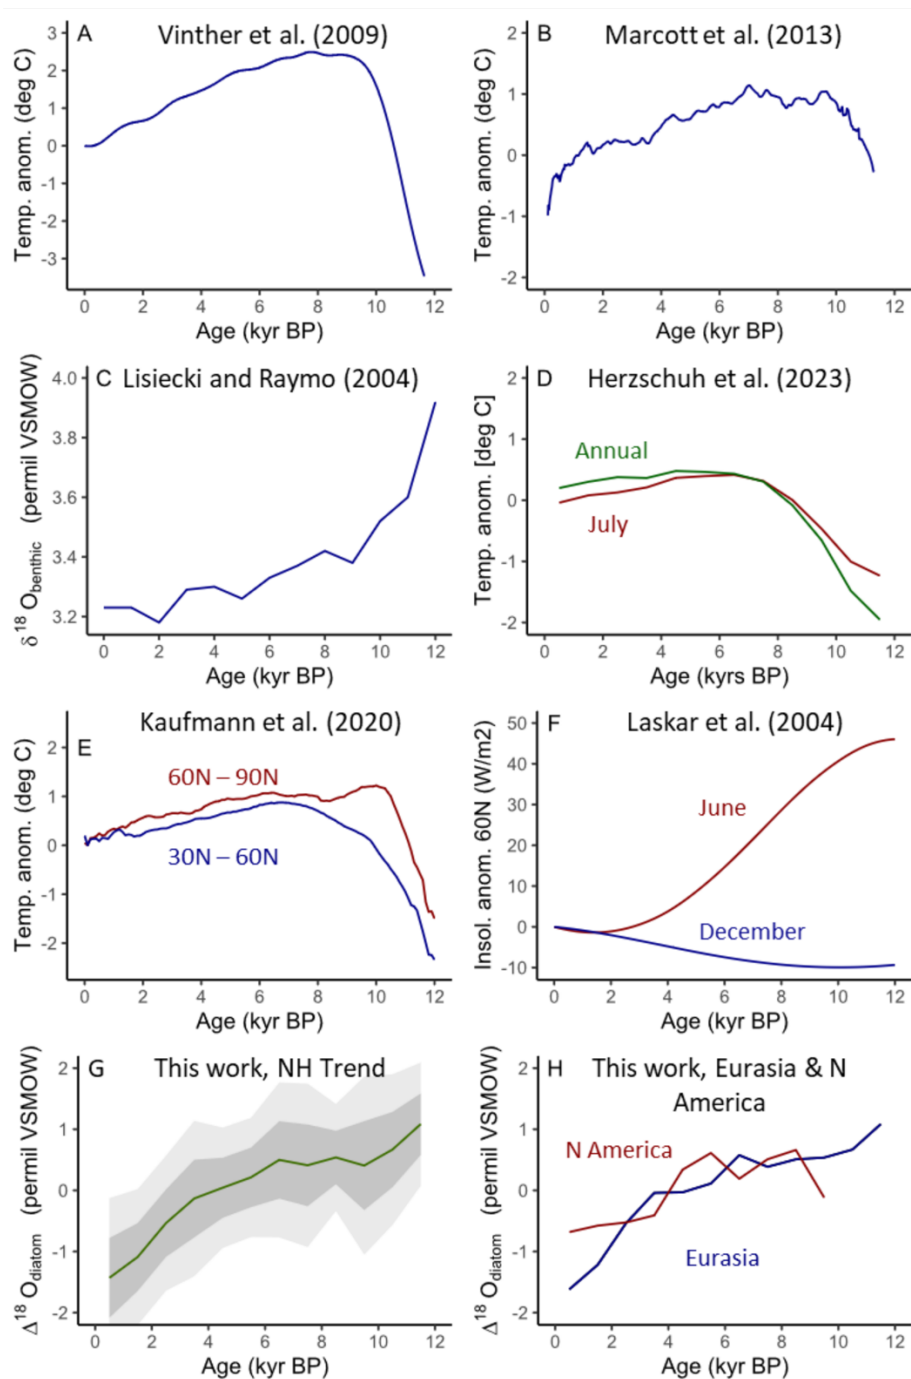 A Vinther et al. (2009)
Temp. anom. (deg C)
3
2
1
0
-1
-2
-3
0 2 4 6 8 10 12
Age (kyr BP)
B Marcott et al. (2013)
Temp. anom. (deg C)
2
1
0
-1
-2
0 2 4 6 8 10 12
Age (kyr BP)
C Lisiecki and Raymo (2004)
δ18 Obenthic (permil VSMOW)
4.0
3.8
3.6
3.4
3.2
0 2 4 6 8 10 12
Age (kyr BP)
D Herzschuh et al. (2023)
Temp. anom. [deg C]
2
1
0
-1
-2
Annual
July
0 2 4 6 8 10 12
Age (kyrs BP)
E Kaufmann et al. (2020)
Temp. anom. (deg C)
2
1
0
-1
-2
60N – 90N
30N – 60N
0 2 4 6 8 10 12
Age (kyr BP)
F Laskar et al. (2004)
Insol. anom. 60N (W/m2)
50
40
30
20
10
0
-10
June
December
0 2 4 6 8 10 12
Age (kyr BP)
G This work, NH Trend
Δ18 Odiatom (permil VSMOW)
2
1
0
-1
-2
0 2 4 6 8 10 12
Age (kyr BP)
H This work, Eurasia & N
America
Δ18 Odiatom (permil VSMOW)
2
1
0
-1
-2
N America
Eurasia
0 2 4 6 8 10 12
Age (kyr BP)